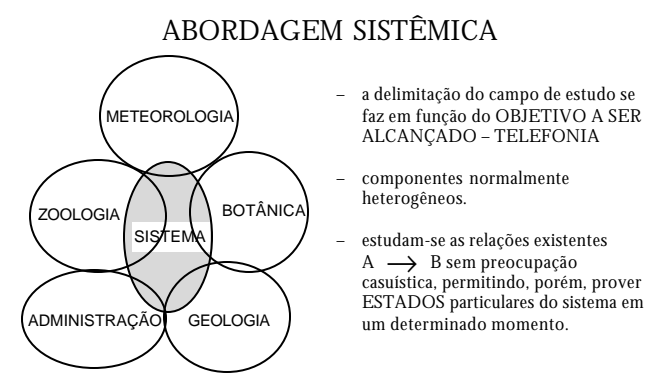 ABORDAGEM SISTÊMICA
METEOROLOGIA
ZOOLOGIA
BOTÂNICA
SISTEMA
ADMINISTRAÇÃO
GEOLOGIA
– a delimitação do campo de estudo se
faz em função do OBJETIVO A SER
ALCANÇADO – TELEFONIA
– componentes normalmente
heterogêneos.
– estudam-se as relações existentes
A → B sem preocupação
casuística, permitindo, porém, prover
ESTADOS particulares do sistema em
um determinado momento.